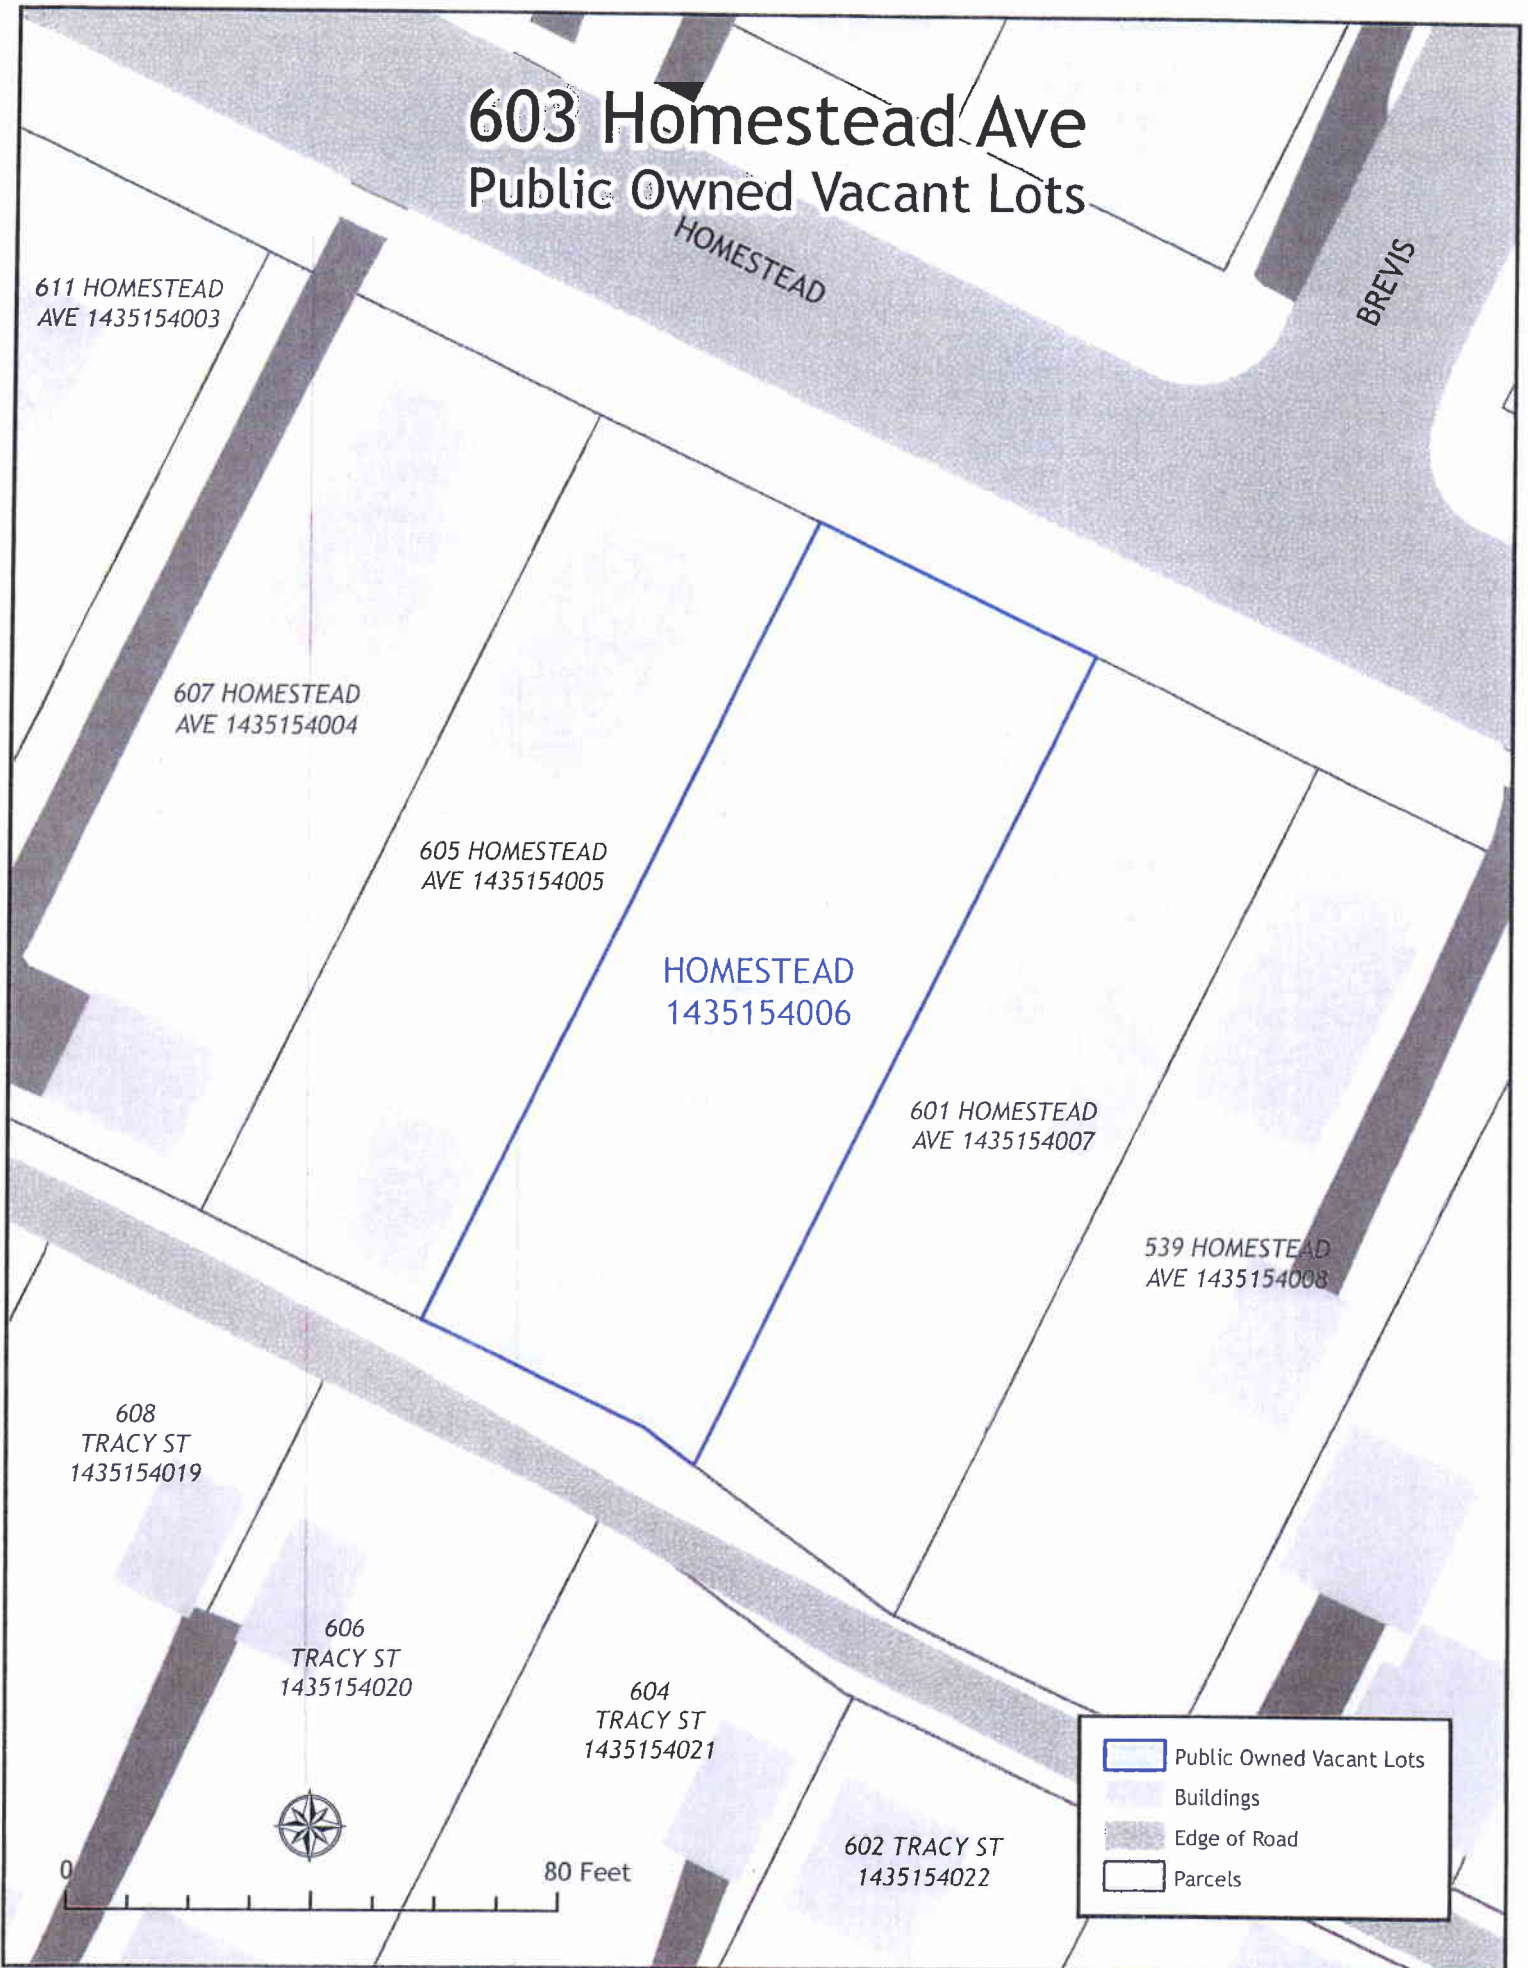 603 Homestead Ave
Public Owned Vacant Lots
HOMESTEAD
BREVIS
611 HOMESTEAD
AVE 1435154003
607 HOMESTEAD
AVE 1435154004
605 HOMESTEAD
AVE 1435154005
HOMESTEAD
1435154006
601 HOMESTEAD
AVE 1435154007
539 HOMESTEAD
AVE 1435154008
608
TRACY ST
1435154019
606
TRACY ST
1435154020
604
TRACY ST
1435154021
602 TRACY ST
1435154022
0
80 Feet
Public Owned Vacant Lots
Buildings
Edge of Road
Parcels